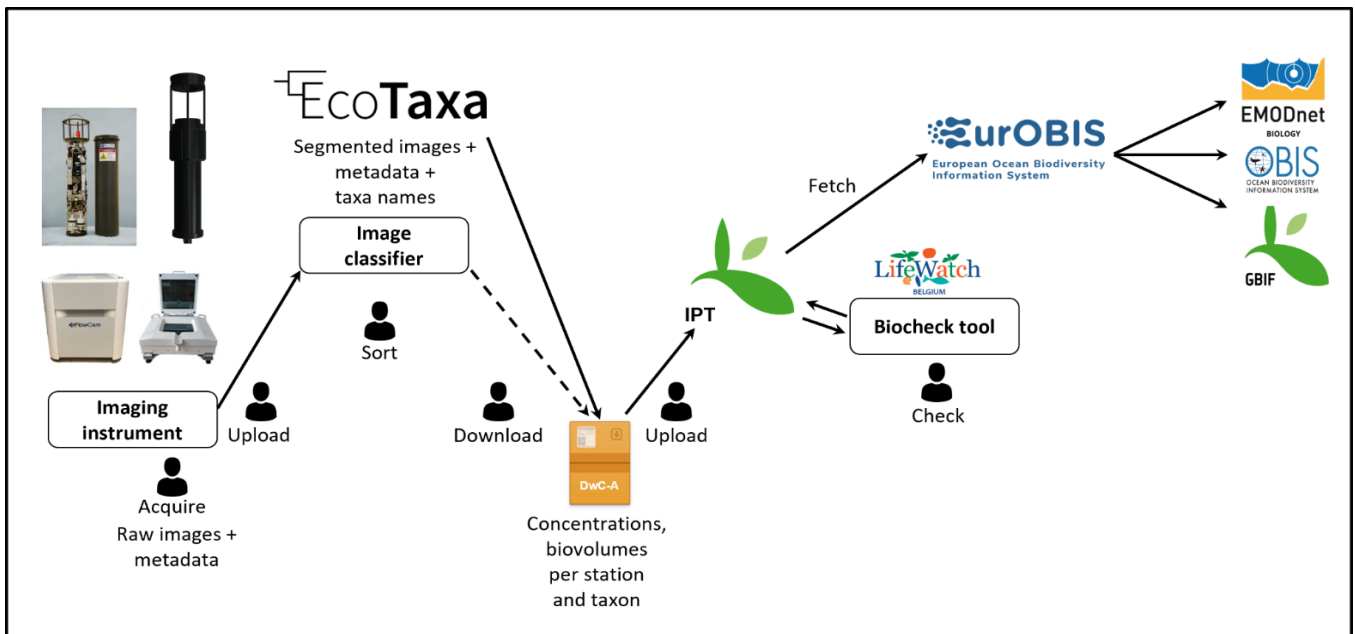 EcoTaxa
Segmented images +
metadata +
taxa names
Image
classifier
Sort
Imaging
instrument
Upload
Acquire
Raw images +
metadata
Download
DwC-A
Concentrations,
biovolumes
per station
and taxon
Upload
IPT
Fetch
EurOBIS
European Ocean Biodiversity
Information System
LifeWatch
BELGIUM
Biocheck tool
Check
EMODnet
BIOLOGY
OBIS
OCEAN BIODIVERSITY
INFORMATION SYSTEM
GBIF